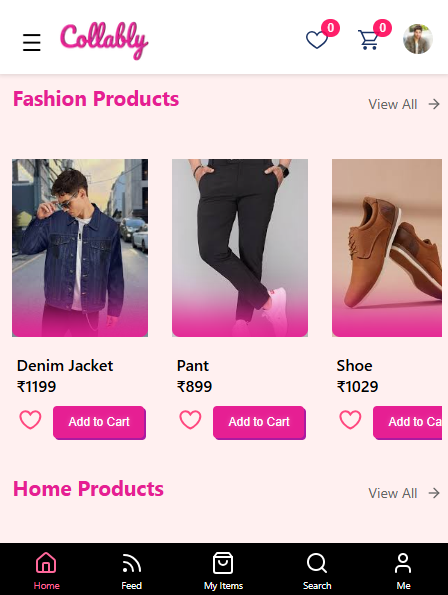 Collably
0
0
Fashion Products
View All
Denim Jacket
₹1199
Add to Cart
Pant
₹899
Add to Cart
Shoe
₹1029
Add to Ca
Home Products
View All
Home
Feed
My Items
Search
Me